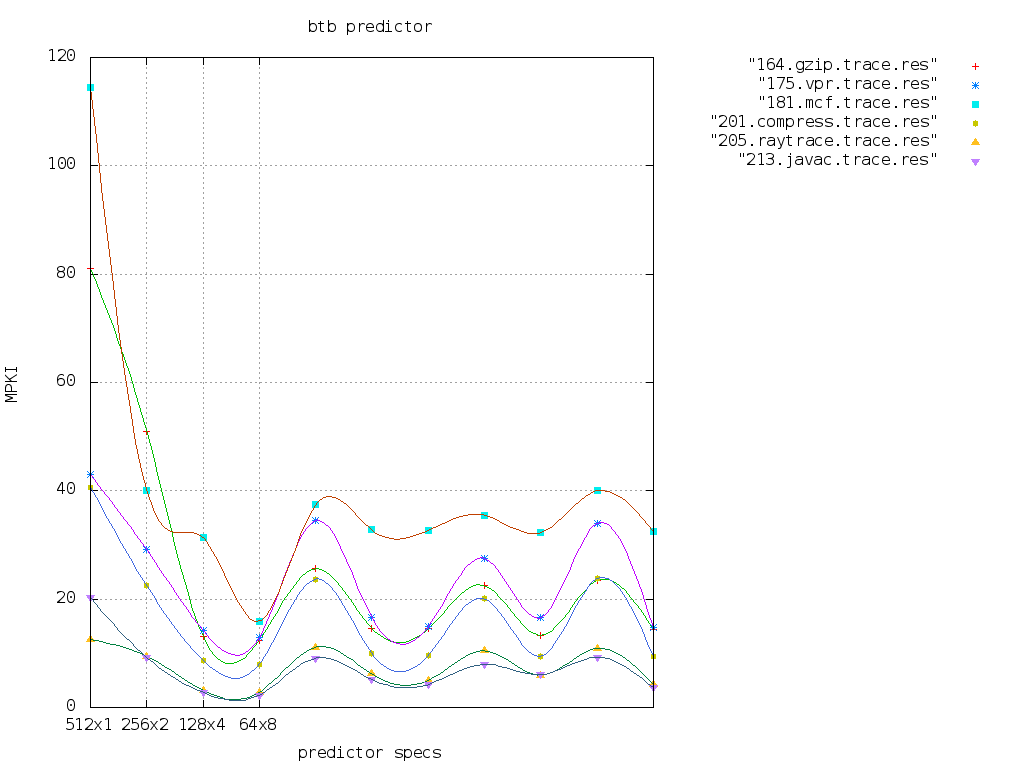 btb predictor
120
100
80
60
40
20
0
MPKI
512x1 256x2 128x4 64x8
predictor specs
"164.gzip.trace.res"
"175.vpr.trace.res"
"181.mcf.trace.res"
"201.compress.trace.res"
"205.raytrace.trace.res"
"213.javac.trace.res"